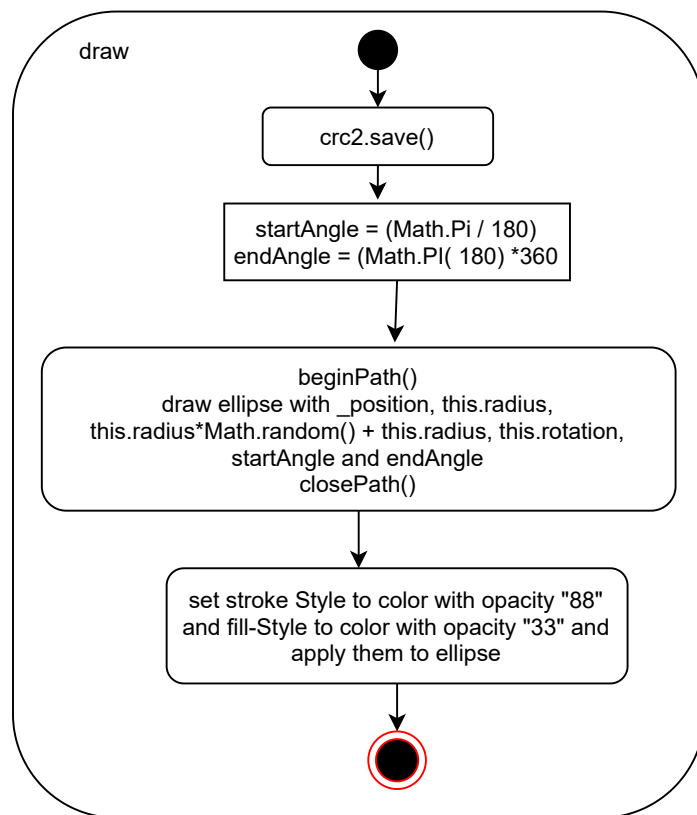 draw
crc2.save()
startAngle = (Math.Pi / 180)
endAngle = (Math.PI( 180) *360
beginPath()
draw ellipse with _position, this.radius,
this.radius*Math.random() + this.radius, this.rotation,
startAngle and endAngle
closePath()
set stroke Style to color with opacity "88"
and fill-Style to color with opacity "33" and
apply them to ellipse